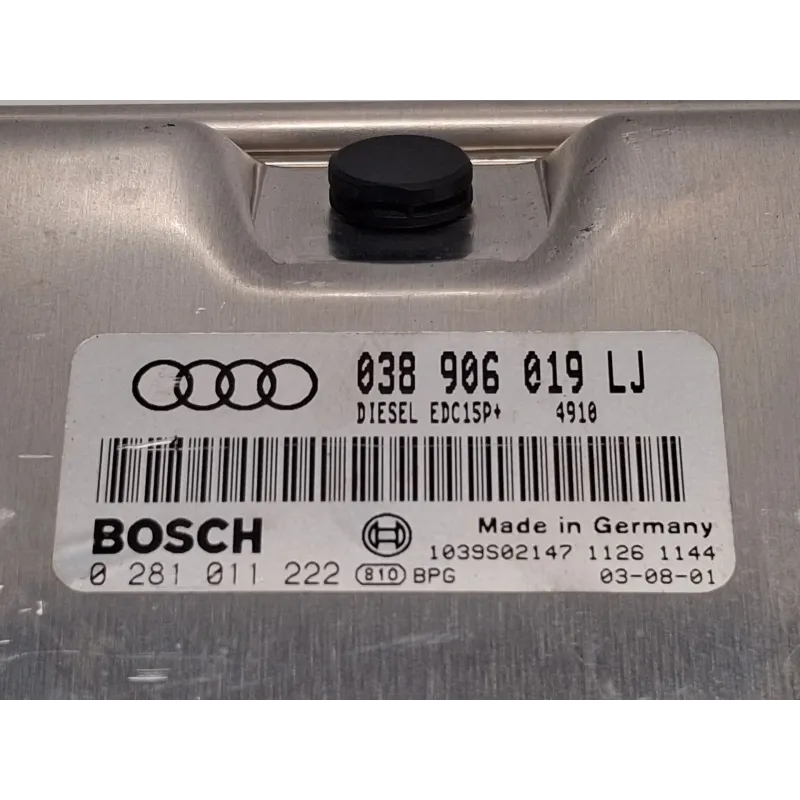 038 906 019 LJ
DIESEL EDC15P+ 4910
BOSCH
Made in Germany
1039S02147 1126 1144
0 281 011 222 810 BPG 03-08-01